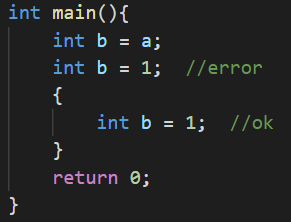 int main(){
    int b = a;
    int b = 1;  //error
    {
        int b = 1;  //ok
    }
    return 0;
}